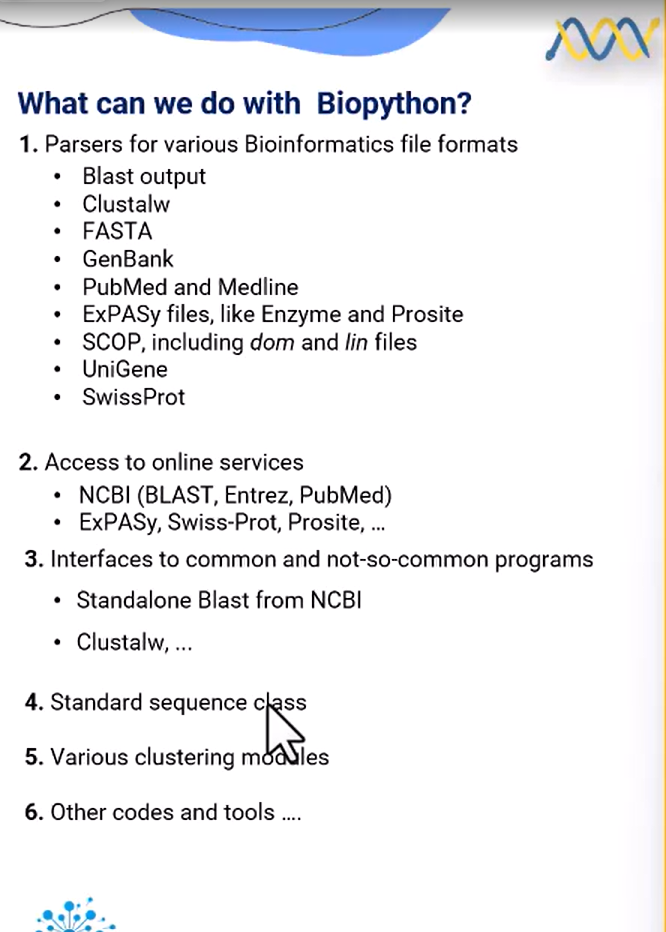 What can we do with Biopython?
1. Parsers for various Bioinformatics file formats
• Blast output
• Clustalw
• FASTA
• GenBank
• PubMed and Medline
• ExPASy files, like Enzyme and Prosite
• SCOP, including dom and lin files
• UniGene
• SwissProt
2. Access to online services
• NCBI (BLAST, Entrez, PubMed)
• ExPASy, Swiss-Prot, Prosite, ...
3. Interfaces to common and not-so-common programs
• Standalone Blast from NCBI
• Clustalw, ...
4. Standard sequence class
5. Various clustering modules
6. Other codes and tools ....